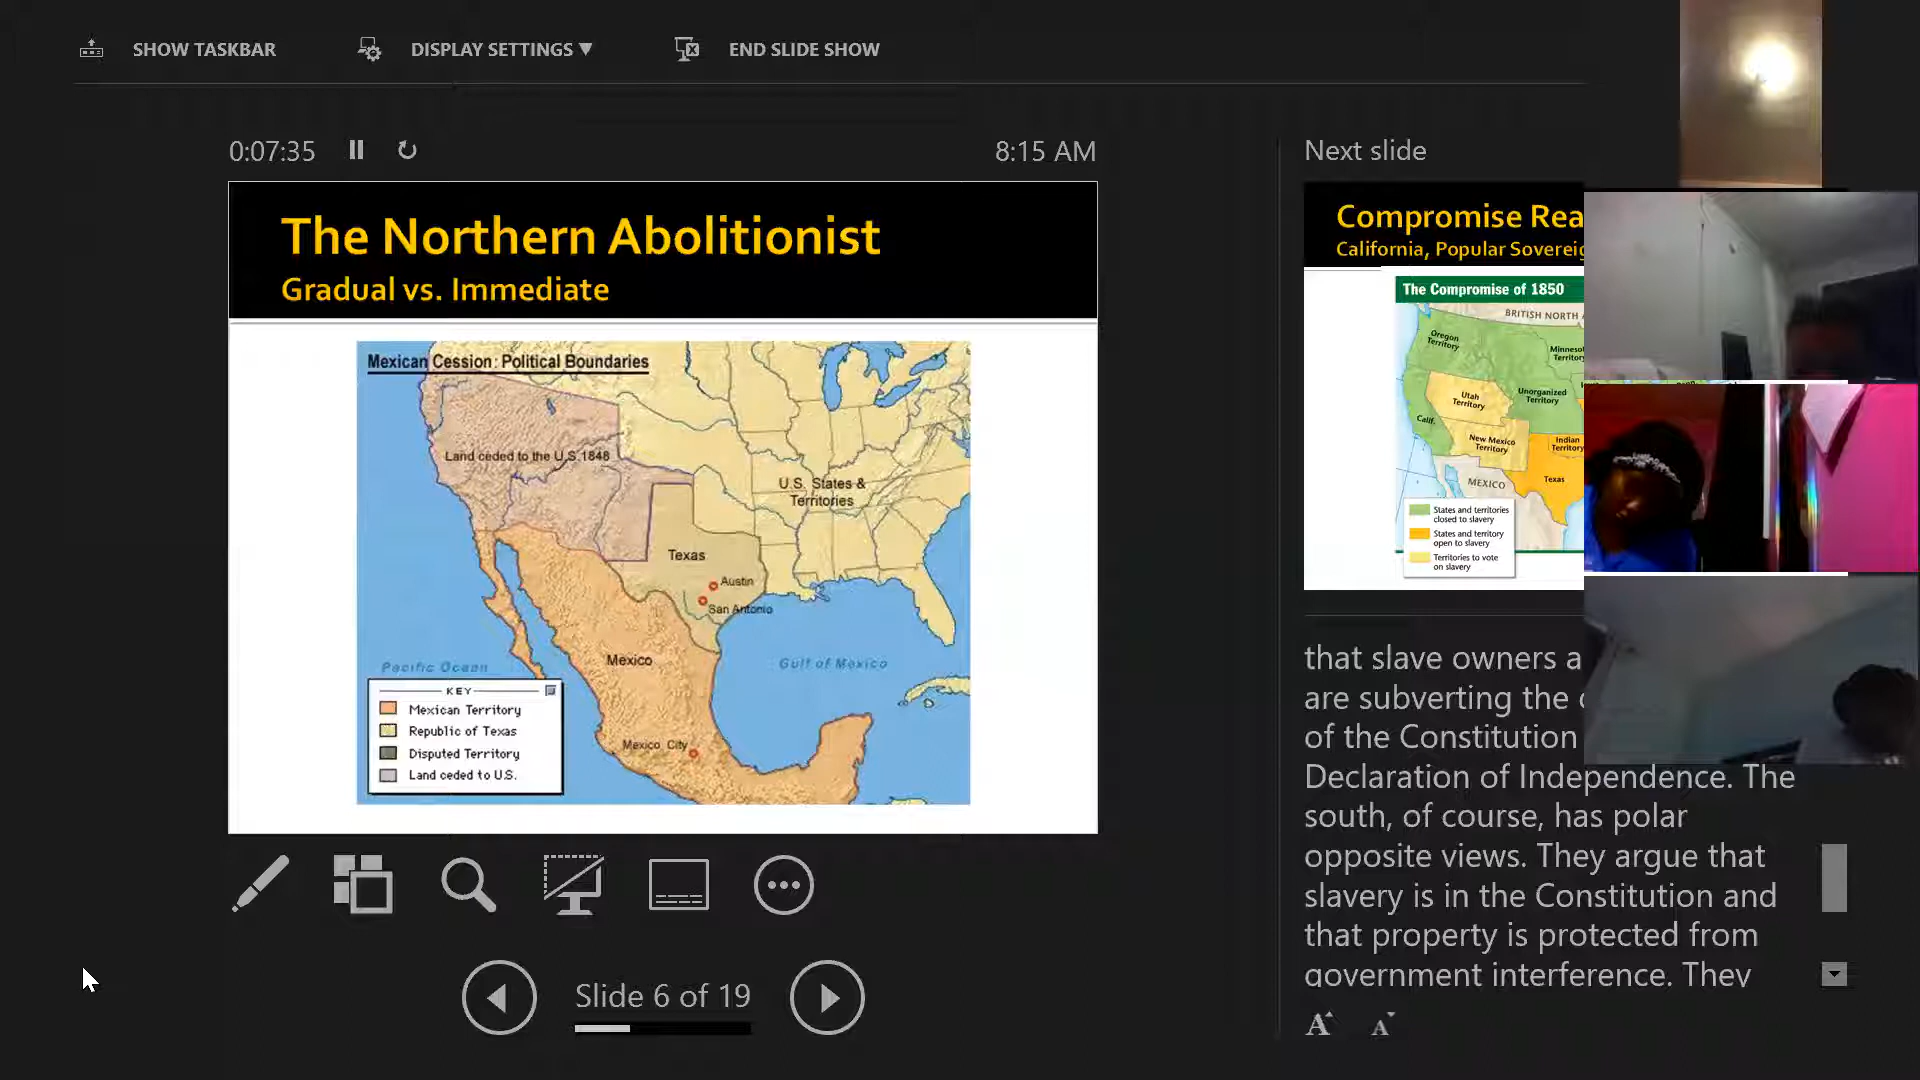 SHOW TASKBAR
DISPLAY SETTINGS ▼
END SLIDE SHOW
0:07:35
8:15 AM
Next slide
The Northern Abolitionist
Gradual vs. Immediate
Mexican Cession: Political Boundaries
Land ceded to the U.S. 1848
U.S. States &
Territories
Texas
Austin
San Antonio
Mexico
Pacific Ocean
Gulf of Mexico
Mexico City
KEY
Mexican Territory
Republic of Texas
Disputed Territory
Land ceded to U.S.
Slide 6 of 19
Compromise Rea
California, Popular Sovereig
The Compromise of 1850
BRITISH NORTH
Oregon
Territory
Minnesot
Territory
Utah
Territory
Unorganized
Territory
Calif.
New Mexico
Territory
Indian
Territory
MEXICO
Texas
States and territories
closed to slavery
States and territory
open to slavery
Territories to vote
on slavery
that slave owners a
are subverting the
of the Constitution
Declaration of Independence. The
south, of course, has polar
opposite views. They argue that
slavery is in the Constitution and
that property is protected from
government interference. They
A A